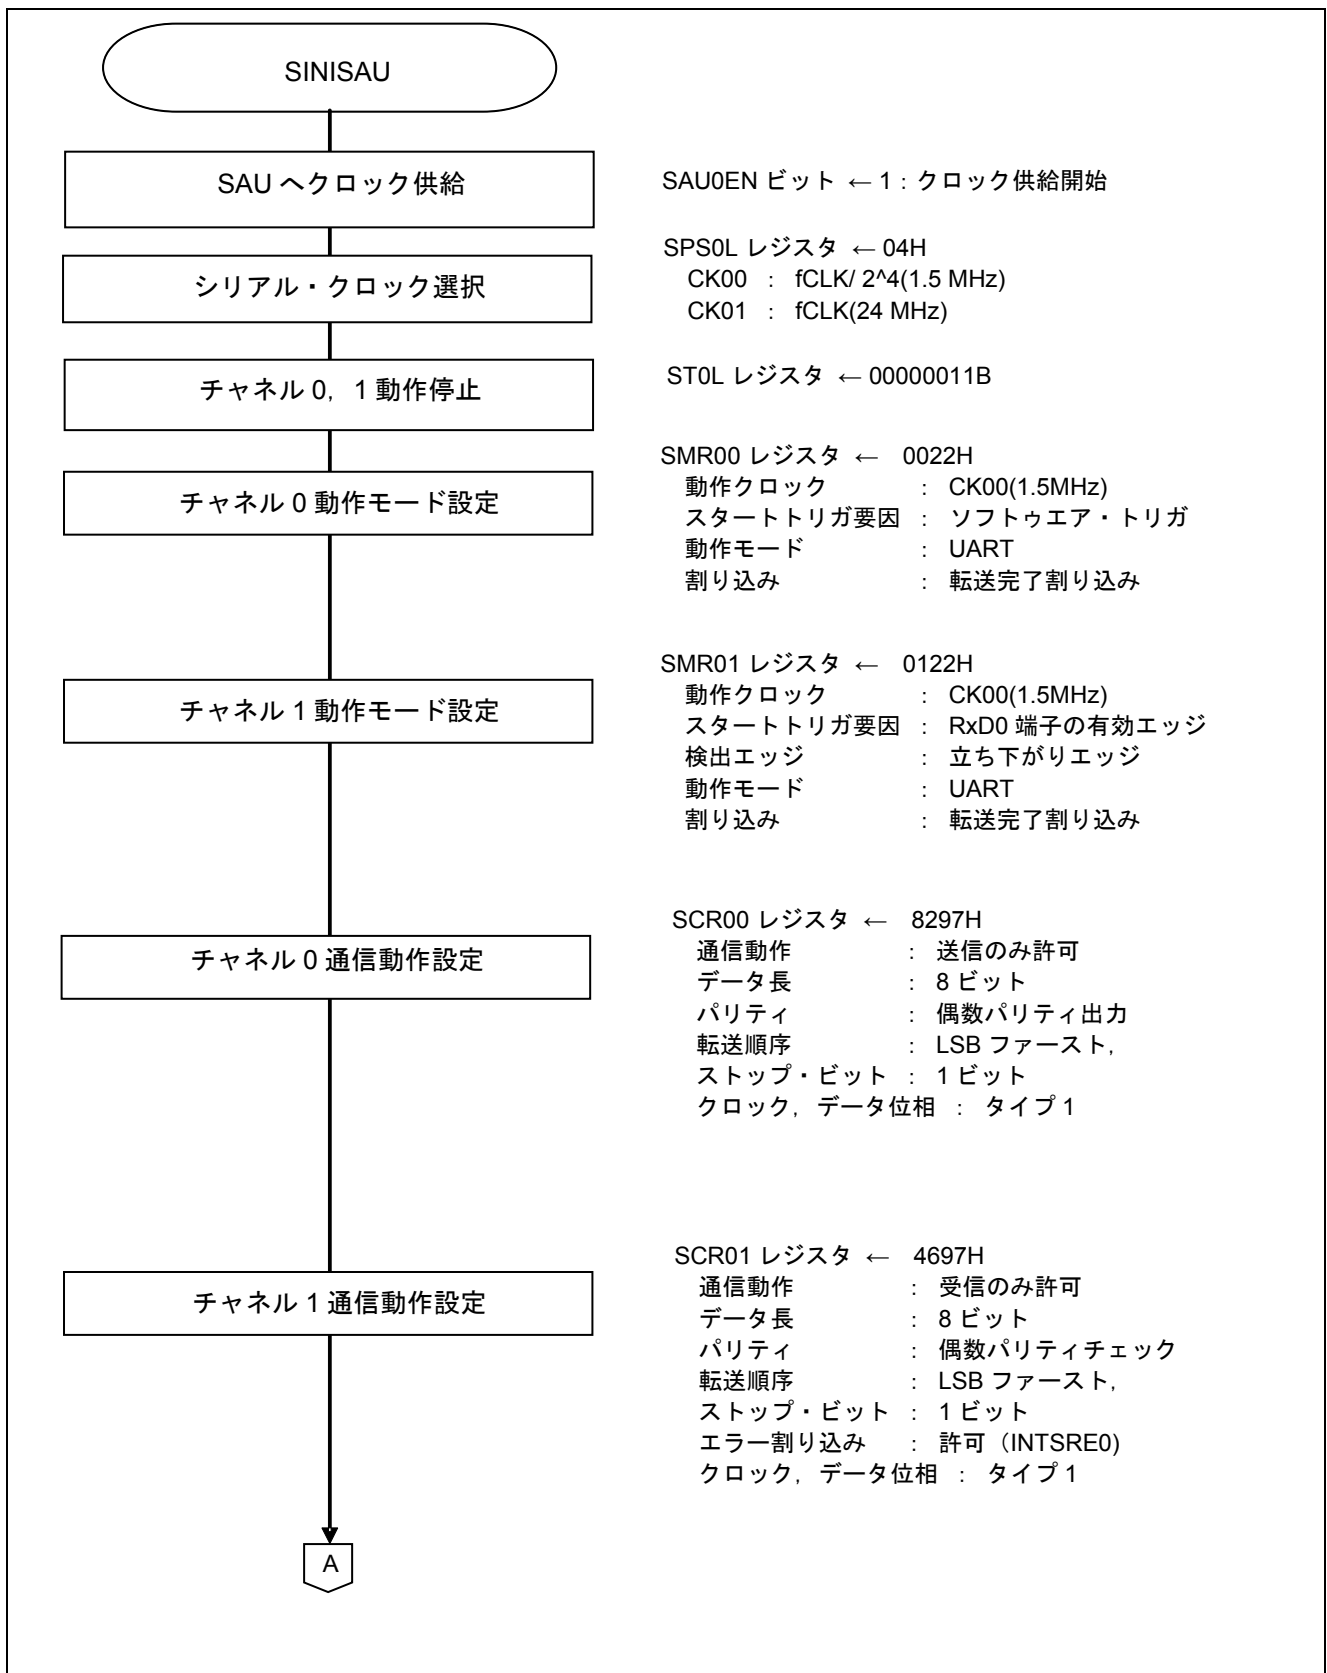 SINISAU
SAU へクロック供給
SAU0EN ビット ← 1：クロック供給開始
シリアル・クロック選択
SPS0L レジスタ ← 04H
CK00 ： fCLK/ 2^4(1.5 MHz)
CK01 ： fCLK(24 MHz)
チャネル 0，1 動作停止
ST0L レジスタ ← 00000011B
チャネル 0 動作モード設定
SMR00 レジスタ ← 0022H
動作クロック ： CK00(1.5MHz)
スタートトリガ要因 ： ソフトゥエア・トリガ
動作モード ： UART
割り込み ： 転送完了割り込み
チャネル 1 動作モード設定
SMR01 レジスタ ← 0122H
動作クロック ： CK00(1.5MHz)
スタートトリガ要因 ： RxD0 端子の有効エッジ
検出エッジ ： 立ち下がりエッジ
動作モード ： UART
割り込み ： 転送完了割り込み
チャネル 0 通信動作設定
SCR00 レジスタ ← 8297H
通信動作 ： 送信のみ許可
データ長 ： 8 ビット
パリティ ： 偶数パリティ出力
転送順序 ： LSB ファースト，
ストップ・ビット ： 1 ビット
クロック，データ位相 ： タイプ 1
チャネル 1 通信動作設定
SCR01 レジスタ ← 4697H
通信動作 ： 受信のみ許可
データ長 ： 8 ビット
パリティ ： 偶数パリティチェック
転送順序 ： LSB ファースト，
ストップ・ビット ： 1 ビット
エラー割り込み ： 許可（INTSRE0)
クロック，データ位相 ： タイプ 1
A